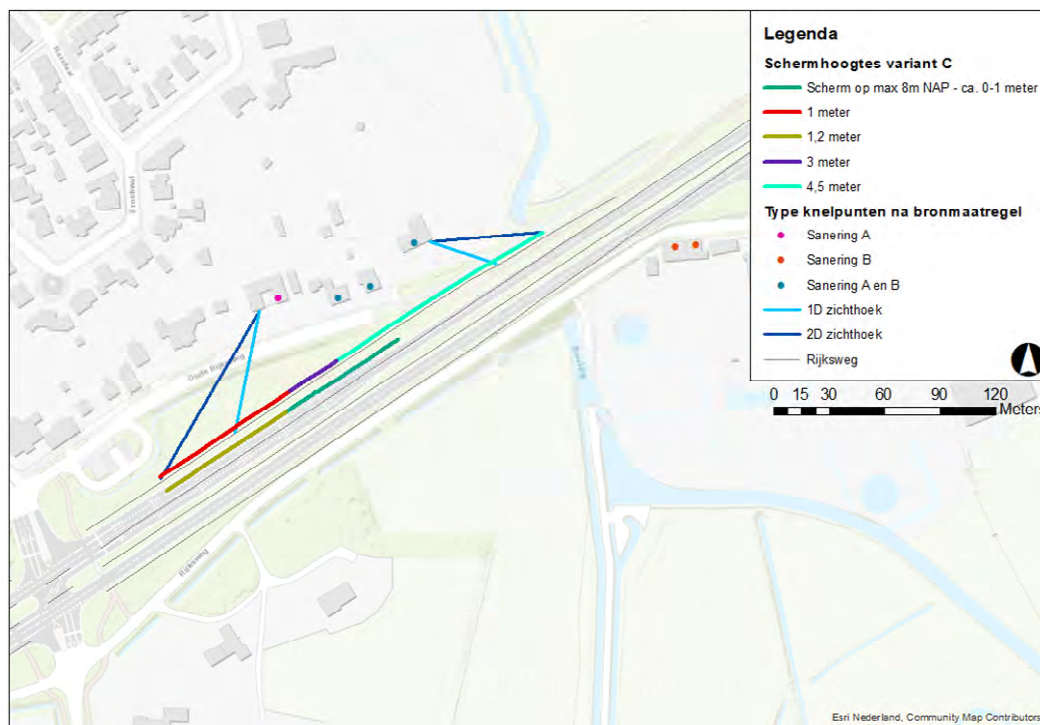 Legenda
Schermhoogtes variant C
Scherm op max 8m NAP - ca. 0-1 meter
1 meter
1,2 meter
3 meter
4,5 meter
Type knelpunten na bronmaatregel
Sanering A
Sanering B
Sanering A en B
1D zichthoek
2D zichthoek
Rijksweg
0 15 30 60 90 120
Meters
Oude Rijksweg
Rijksweg
Esri Nederland, Community Map Contributors